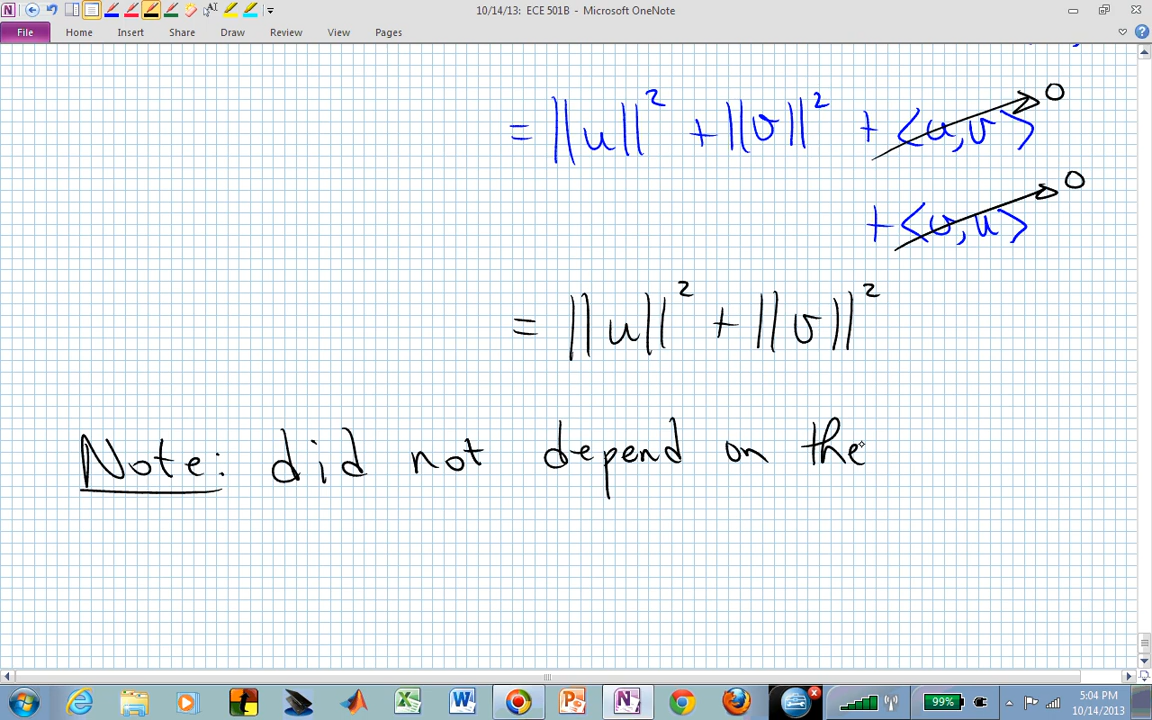 10/14/13: ECE 501B - Microsoft OneNote
File Home Insert Share Draw Review View Pages
= ||u||² + ||v||² + <u,v> 0
+ <v,u> 0
= ||u||² + ||v||²
Note: did not depend on the
99% 5:04 PM
10/14/2013